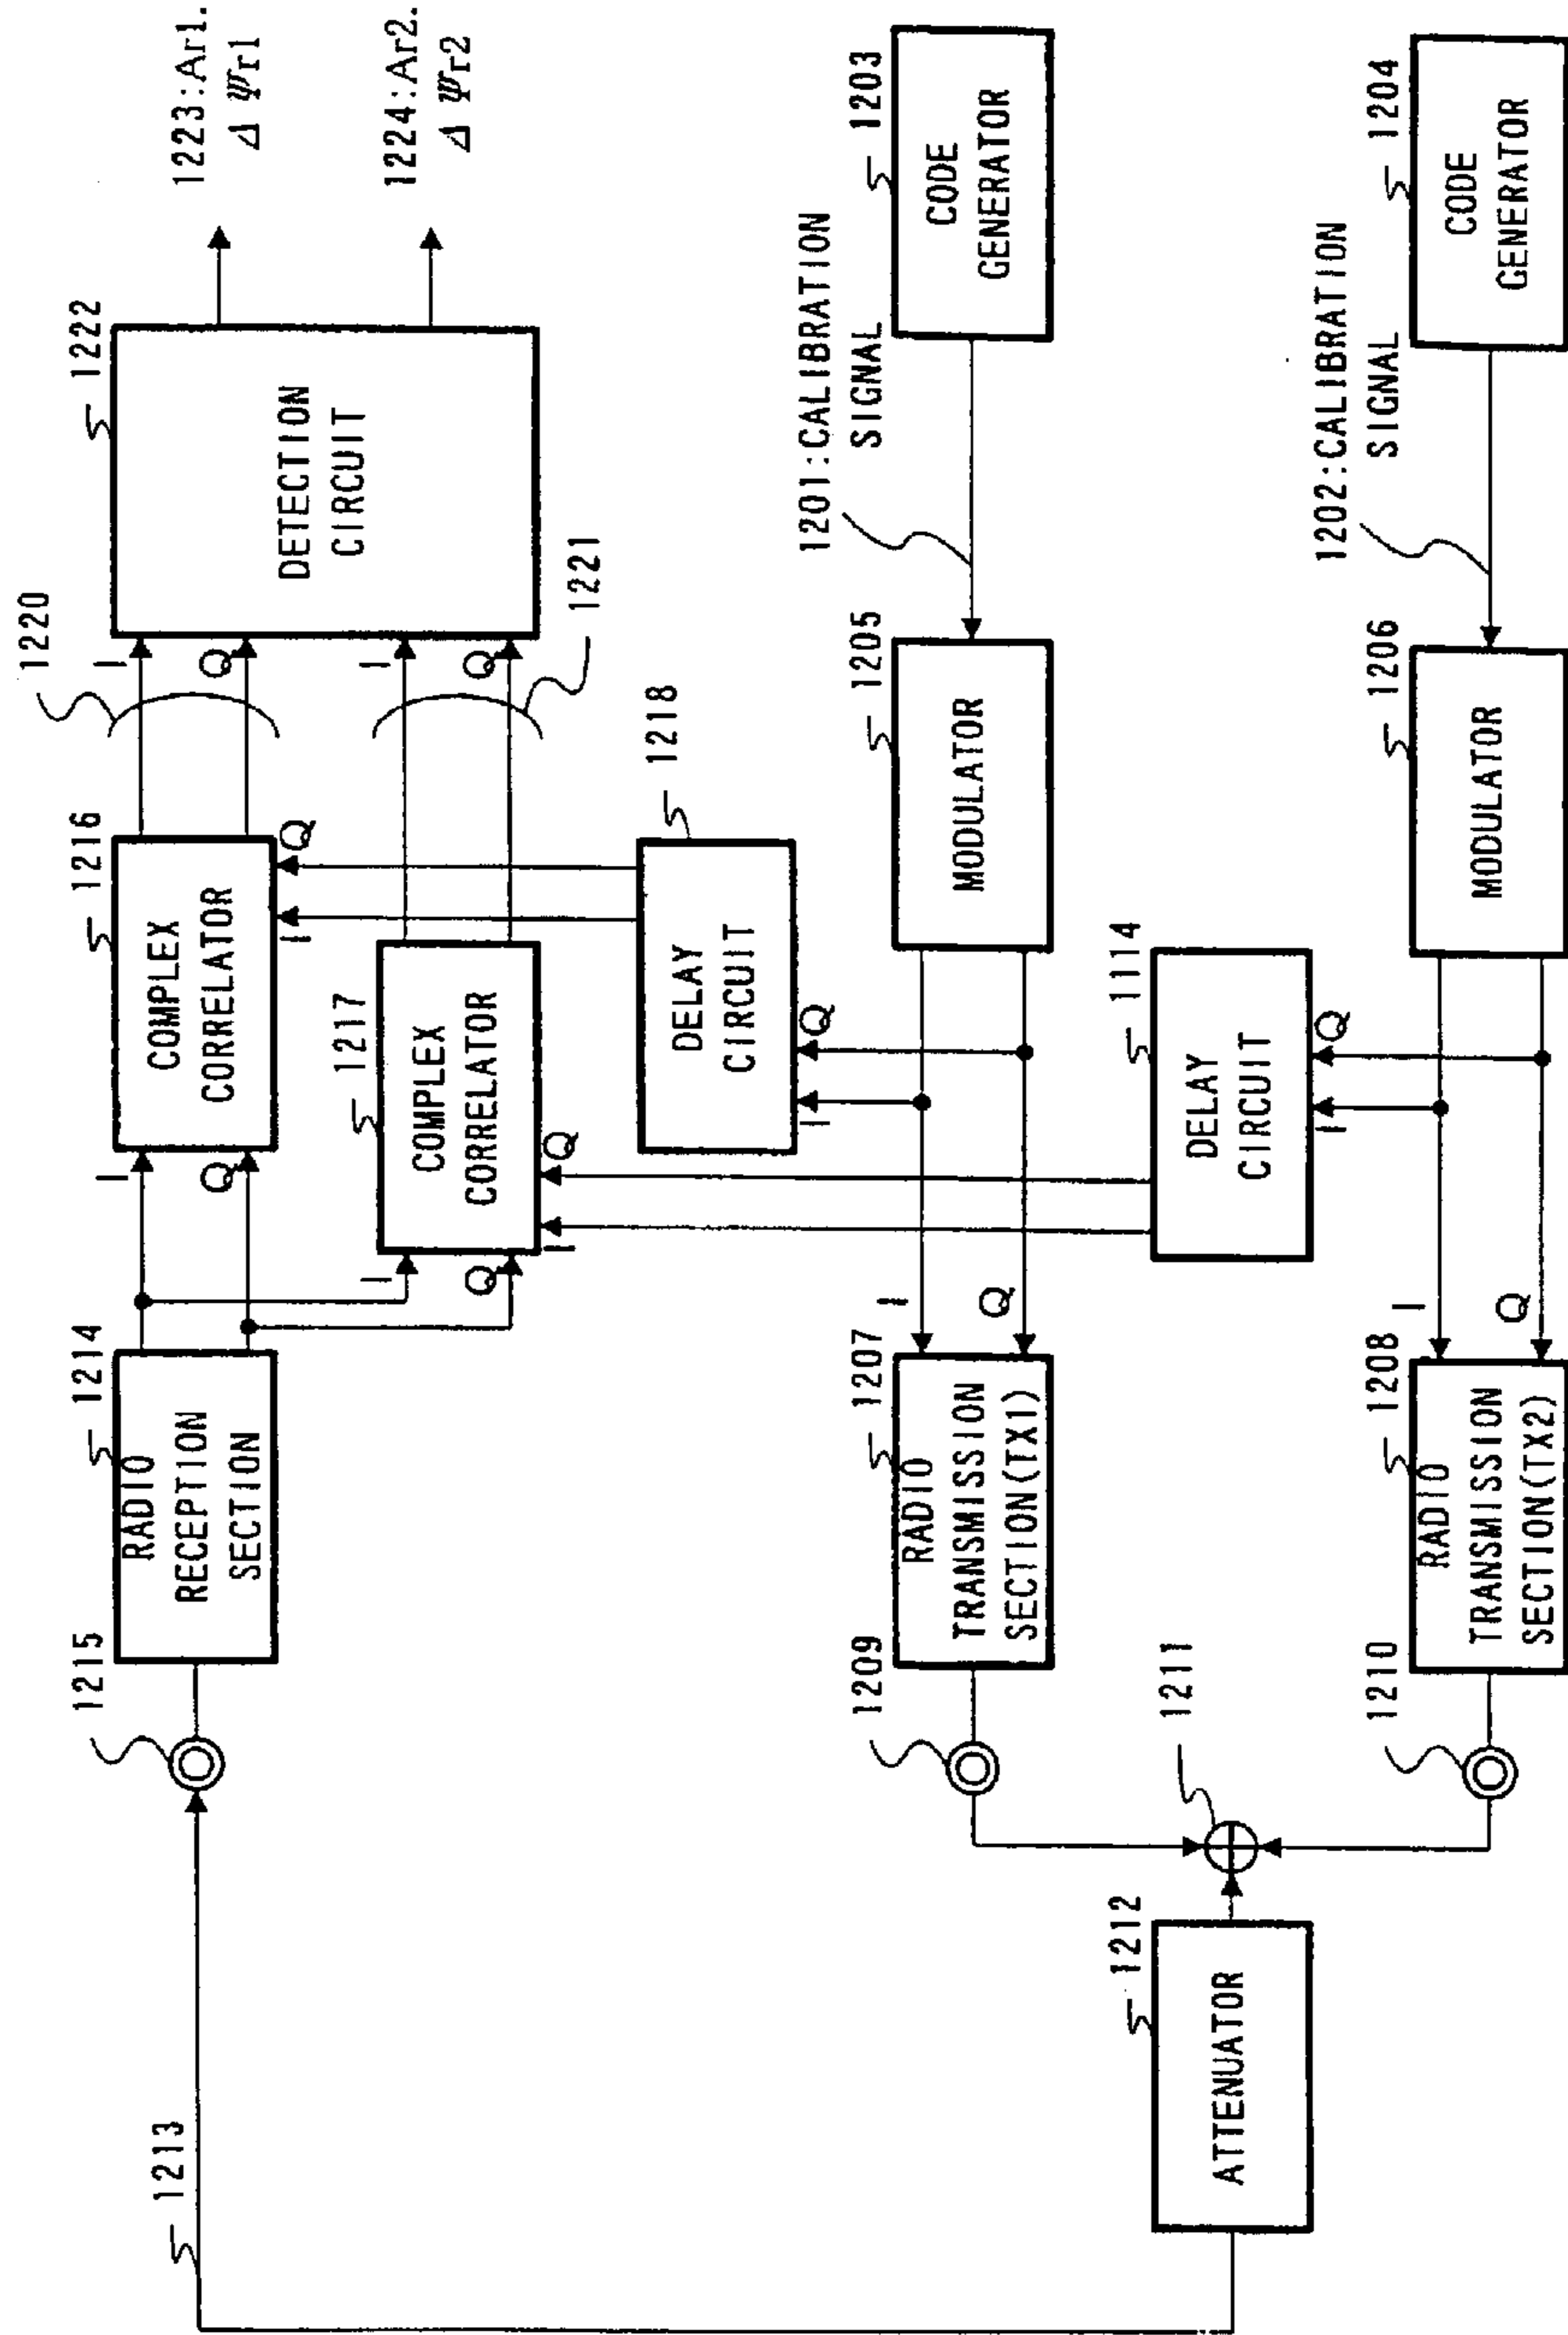 1215
1214
RADIO
RECEPTION
SECTION
I
Q
1216
COMPLEX
CORRELATOR
I
Q
1220
I
Q
1222
DETECTION
CIRCUIT
1223:Ar1.
Δ Ψr1
1224:Ar2.
Δ Ψr2
I
Q
1217
COMPLEX
CORRELATOR
I
Q
I
Q
1221
1218
DELAY
CIRCUIT
I
Q
1213
1209
1207
RADIO
TRANSMISSION
SECTION(TX1)
I
Q
1205
MODULATOR
1201:CALIBRATION
SIGNAL
1203
CODE
GENERATOR
1212
ATTENUATOR
1211
1114
DELAY
CIRCUIT
I
Q
1210
1208
RADIO
TRANSMISSION
SECTION(TX2)
I
Q
1206
MODULATOR
1202:CALIBRATION
SIGNAL
1204
CODE
GENERATOR